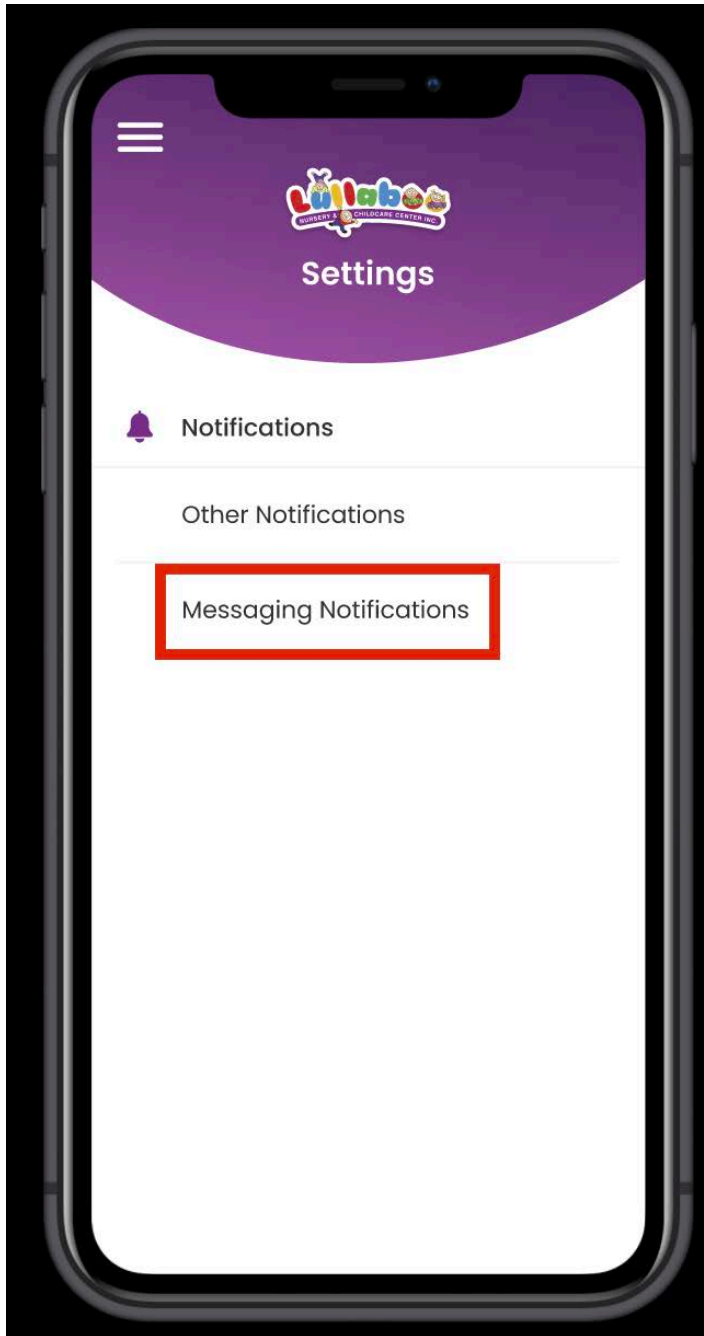 Lullaboo
NURSERY & CHILDCARE CENTER INC.
Settings
Notifications
Other Notifications
Messaging Notifications